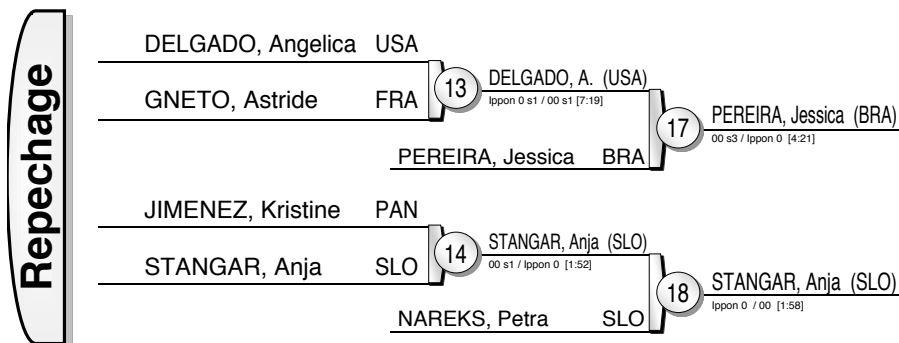 Repechage
DELGADO, Angelica USA
GNETO, Astride FRA
13
DELGADO, A. (USA)
Ippon 0 s1 / 00 s1 [7:19]
PEREIRA, Jessica BRA
17
PEREIRA, Jessica (BRA)
00 s3 / Ippon 0 [4:21]
JIMENEZ, Kristine PAN
STANGAR, Anja SLO
14
STANGAR, Anja (SLO)
00 s1 / Ippon 0 [1:52]
NAREKS, Petra SLO
18
STANGAR, Anja (SLO)
Ippon 0 / 00 [1:58]